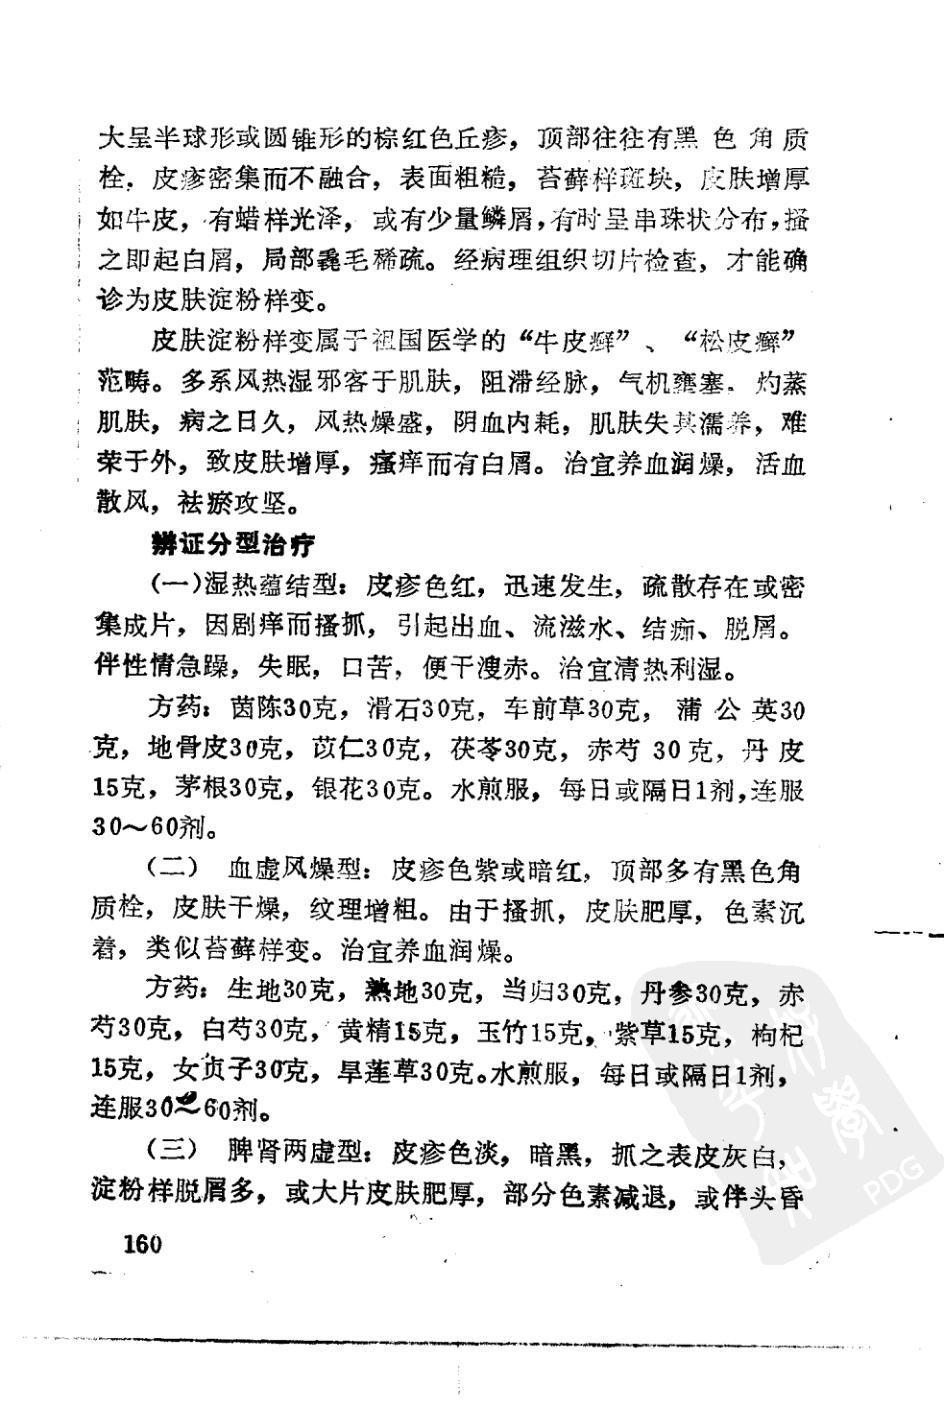 大呈半球形或圆锥形的棕红色丘疹，顶部往往有黑色角质
栓，皮疹密集而不融合，表面粗糙，苔藓样斑块，皮肤增厚
如牛皮，有蜡样光泽，或有少量鳞屑，有时呈串珠状分布，搔
之即起白屑，局部毳毛稀疏。经病理组织切片检查，才能确
诊为皮肤淀粉样变。
皮肤淀粉样变属于祖国医学的“牛皮癣”、“松皮癣”
范畴。多系风热湿邪客于肌肤，阻滞经脉，气机壅塞，灼蒸
肌肤，病之日久，风热燥盛，阴血内耗，肌肤失其濡养，难
荣于外，致皮肤增厚，瘙痒而有白屑。治宜养血润燥，活血
散风，祛瘀攻坚。
辨证分型治疗
(一)湿热蕴结型：皮疹色红，迅速发生，疏散存在或密
集成片，因剧痒而搔抓，引起出血、流滋水、结痂、脱屑。
伴性情急躁，失眠，口苦，便干溲赤。治宜清热利湿。
方药：茵陈30克，滑石30克，车前草30克，蒲公英30
克，地骨皮30克，苡仁30克，茯苓30克，赤芍30克，丹皮
15克，茅根30克，银花30克。水煎服，每日或隔日1剂，连服
30～60剂。
(二) 血虚风燥型：皮疹色紫或暗红，顶部多有黑色角
质栓，皮肤干燥，纹理增粗。由于搔抓，皮肤肥厚，色素沉
着，类似苔藓样变。治宜养血润燥。
方药：生地30克，熟地30克，当归30克，丹参30克，赤
芍30克，白芍30克，黄精15克，玉竹15克，紫草15克，枸杞
15克，女贞子30克，旱莲草30克。水煎服，每日或隔日1剂，
连服30～60剂。
(三) 脾肾两虚型：皮疹色淡，暗黑，抓之表皮灰白，
淀粉样脱屑多，或大片皮肤肥厚，部分色素减退，或伴头昏
160
PDG